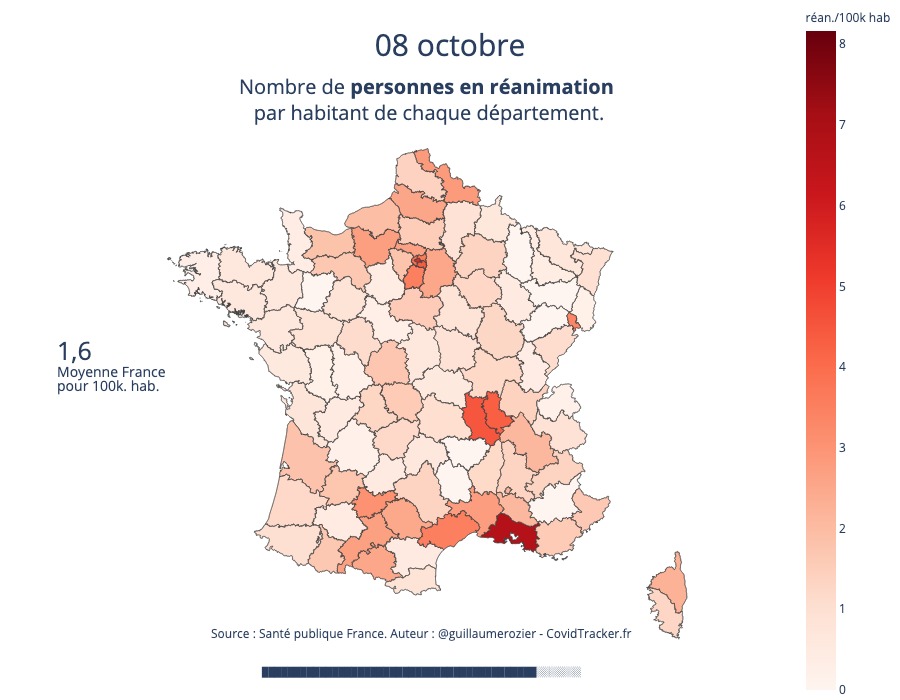 08 octobre
Nombre de personnes en réanimation
par habitant de chaque département.
réan./100k hab
8
7
6
5
4
3
2
1
0
1,6
Moyenne France
pour 100k. hab.
Source : Santé publique France. Auteur : @guillaumerozier - CovidTracker.fr